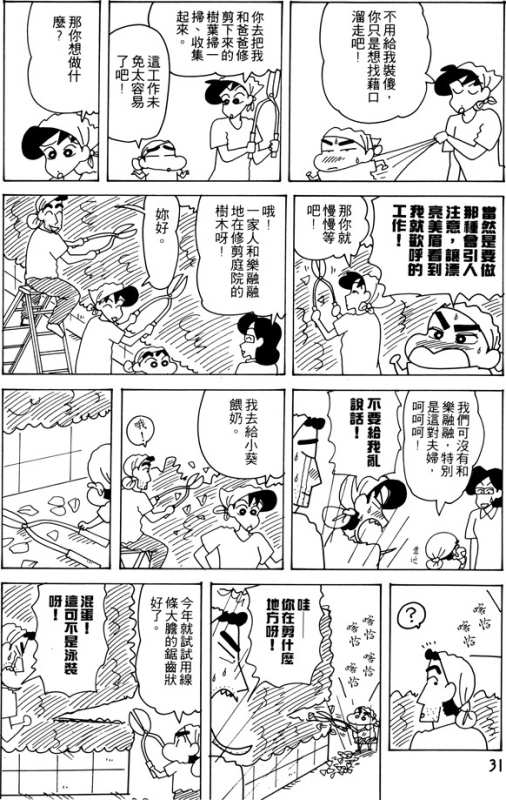 不用給我裝傻，
你只是想找藉口
溜走吧！
你去把我
和爸爸修
剪下來的
樹葉掃一
掃、收集
起來。
這工作未
免太容易
了吧！
那你想做什
麼？
當然是要做
那種會引人
注意，讓漂
亮美眉看到
我就歡呼的
工作！
那你就
慢慢等
吧！
哦！
一家人和樂融融
地在修剪庭院的
樹木呀！
妳好。
我們可沒有和
樂融融，特別
是這對夫婦，
呵呵呵！
不要給我亂
說話！
我去給小葵
餵奶。
哦！
？
喀恰
喀恰
喀恰
喀恰
哇──
你在剪什麼
地方呀！
今年就試試用線
條大膽的鋸齒狀
好了。
混蛋！
這可不是泳裝
呀！
31